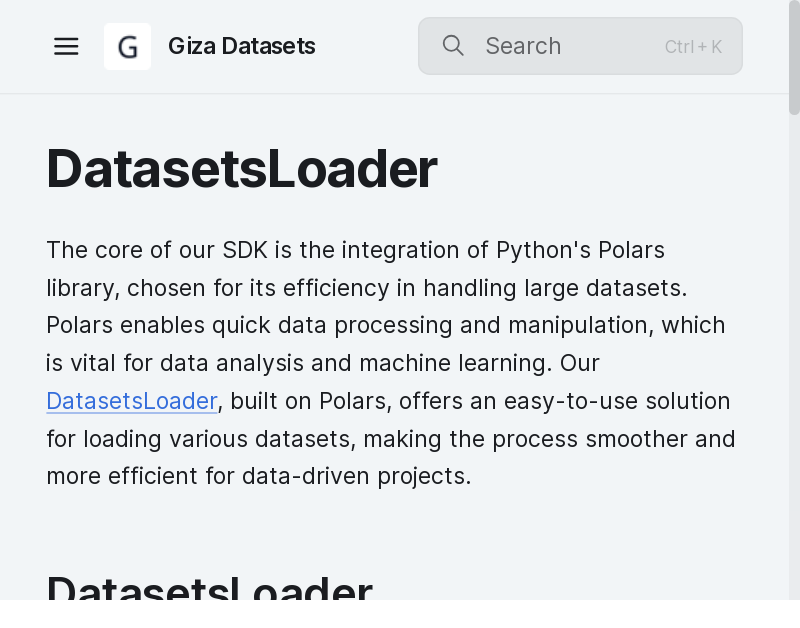 G
Giza Datasets
Search
Ctrl + K
DatasetsLoader
The core of our SDK is the integration of Python's Polars
library, chosen for its efficiency in handling large datasets.
Polars enables quick data processing and manipulation, which
is vital for data analysis and machine learning. Our
DatasetsLoader, built on Polars, offers an easy-to-use solution
for loading various datasets, making the process smoother and
more efficient for data-driven projects.
DatasetsLoader